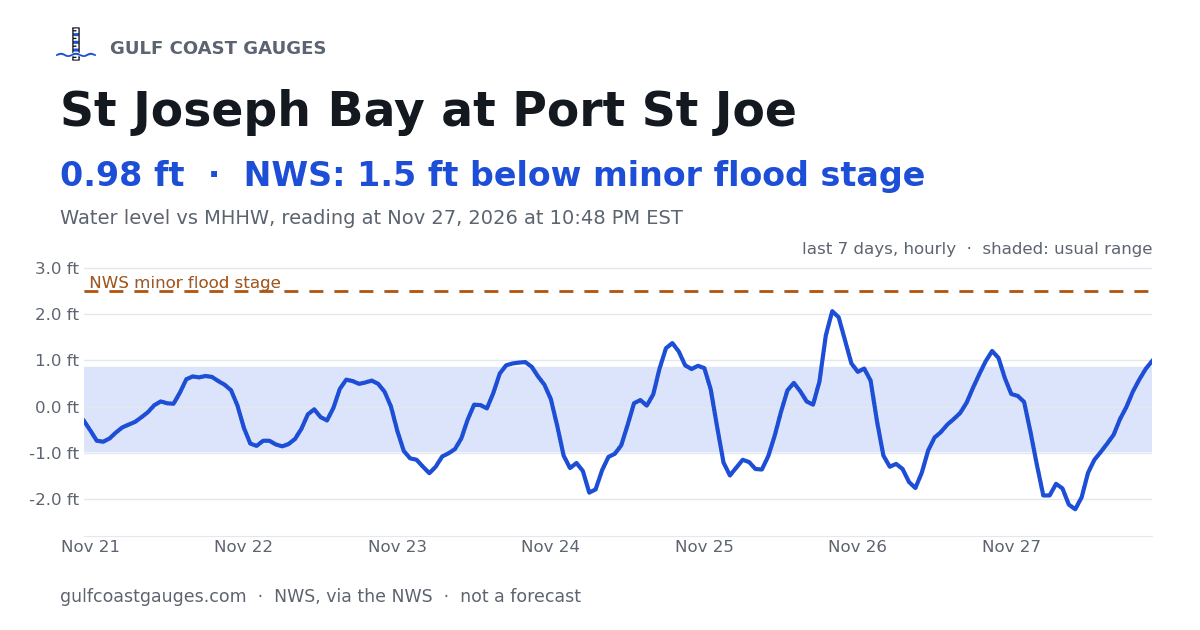 GULF COAST GAUGES
St Joseph Bay at Port St Joe
0.98 ft · NWS: 1.5 ft below minor flood stage
Water level vs MHHW, reading at Nov 27, 2026 at 10:48 PM EST
last 7 days, hourly · shaded: usual range
3.0 ft
NWS minor flood stage
2.0 ft
1.0 ft
0.0 ft
-1.0 ft
-2.0 ft
Nov 21 Nov 22 Nov 23 Nov 24 Nov 25 Nov 26 Nov 27
gulfcoastgauges.com · NWS, via the NWS · not a forecast